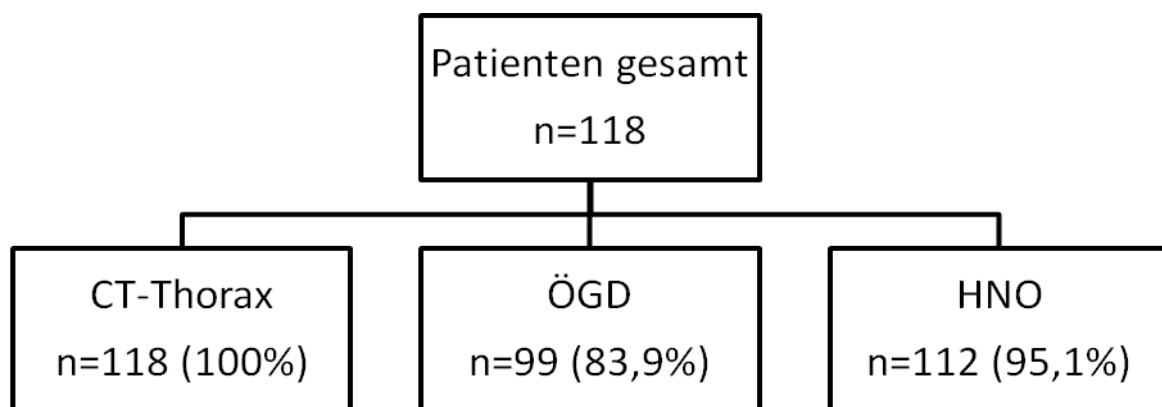 Patienten gesamt
n=118
CT-Thorax
n=118 (100%)
ÖGD
n=99 (83,9%)
HNO
n=112 (95,1%)